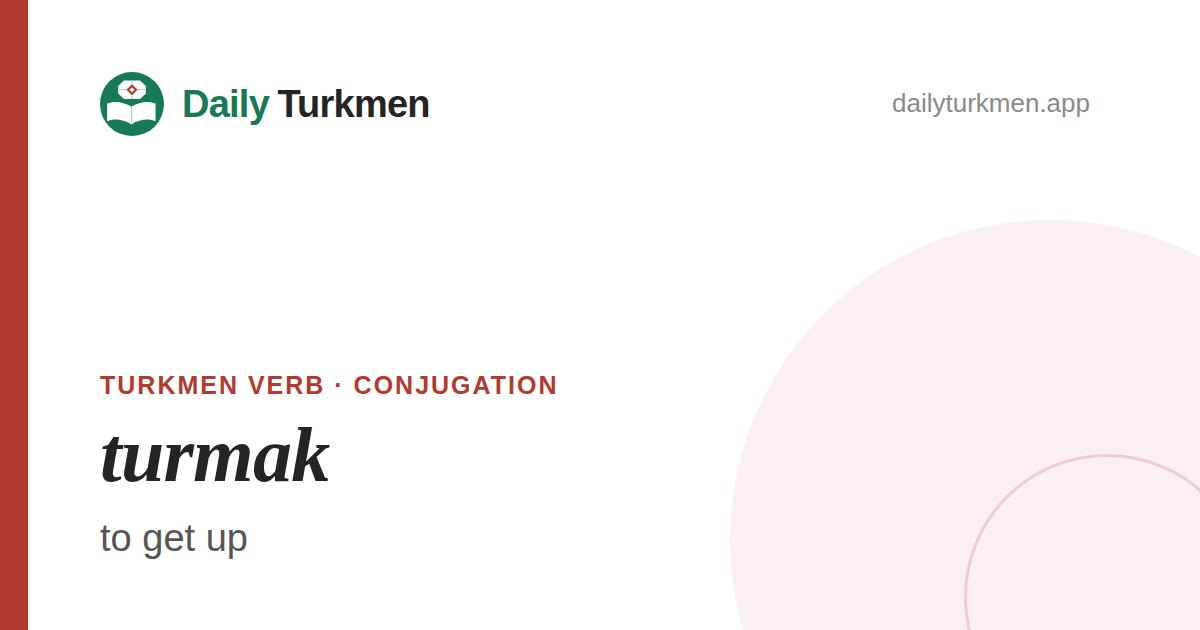 Daily Turkmen
dailyturkmen.app
TURKMEN VERB · CONJUGATION
turmak
to get up